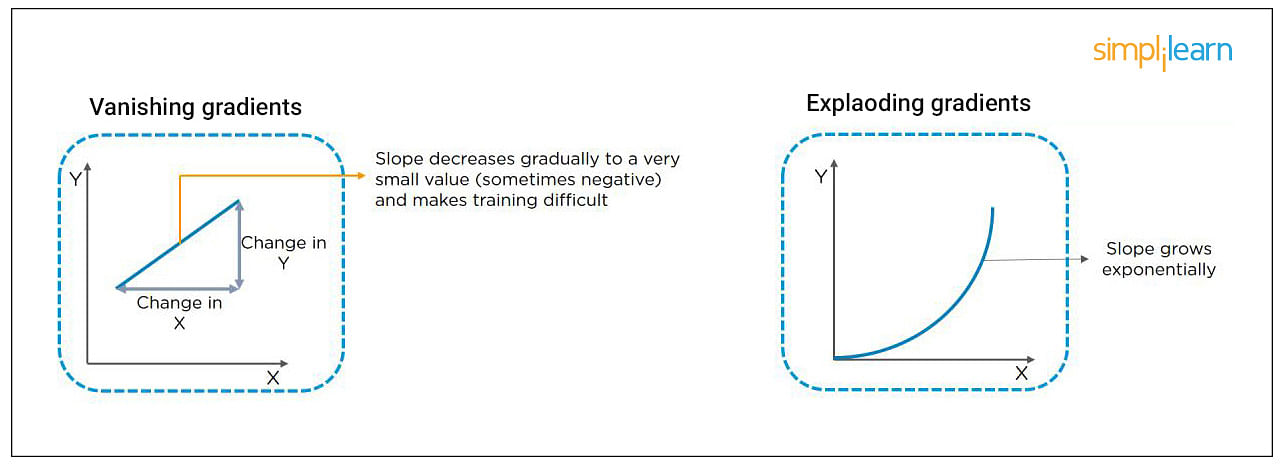 simplilearn
Vanishing gradients
Y
Change in
Y
Change in
X
X
Slope decreases gradually to a very
small value (sometimes negative)
and makes training difficult
Explaoding gradients
Y
X
Slope grows
exponentially